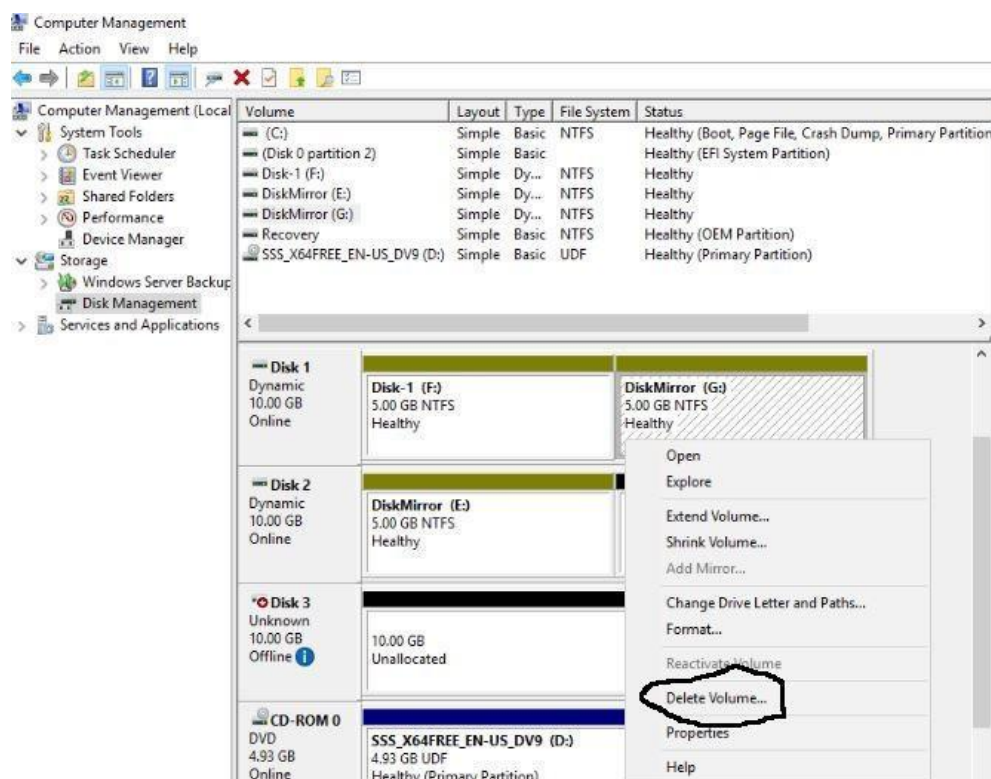 Computer Management
File Action View Help
Computer Management (Local
System Tools
Task Scheduler
Event Viewer
Shared Folders
Performance
Device Manager
Storage
Windows Server Backup
Disk Management
Services and Applications
Volume Layout Type File System Status
(C:) Simple Basic NTFS Healthy (Boot, Page File, Crash Dump, Primary Partition
(Disk 0 partition 2) Simple Basic Healthy (EFI System Partition)
Disk-1 (F:) Simple Dy... NTFS Healthy
DiskMirror (E:) Simple Dy... NTFS Healthy
DiskMirror (G:) Simple Dy... NTFS Healthy
Recovery Simple Basic NTFS Healthy (OEM Partition)
SSS_X64FREE_EN-US_DV9 (D:) Simple Basic UDF Healthy (Primary Partition)
Disk 1
Dynamic
10.00 GB
Online
Disk-1 (F:)
5.00 GB NTFS
Healthy
DiskMirror (G:)
5.00 GB NTFS
Healthy
Disk 2
Dynamic
10.00 GB
Online
DiskMirror (E:)
5.00 GB NTFS
Healthy
Disk 3
Unknown
10.00 GB
Offline
10.00 GB
Unallocated
CD-ROM 0
DVD
4.93 GB
Online
SSS_X64FREE_EN-US_DV9 (D:)
4.93 GB UDF
Healthy (Primary Partition)
Open
Explore
Extend Volume...
Shrink Volume...
Add Mirror...
Change Drive Letter and Paths...
Format...
Reactivate Volume
Delete Volume...
Properties
Help